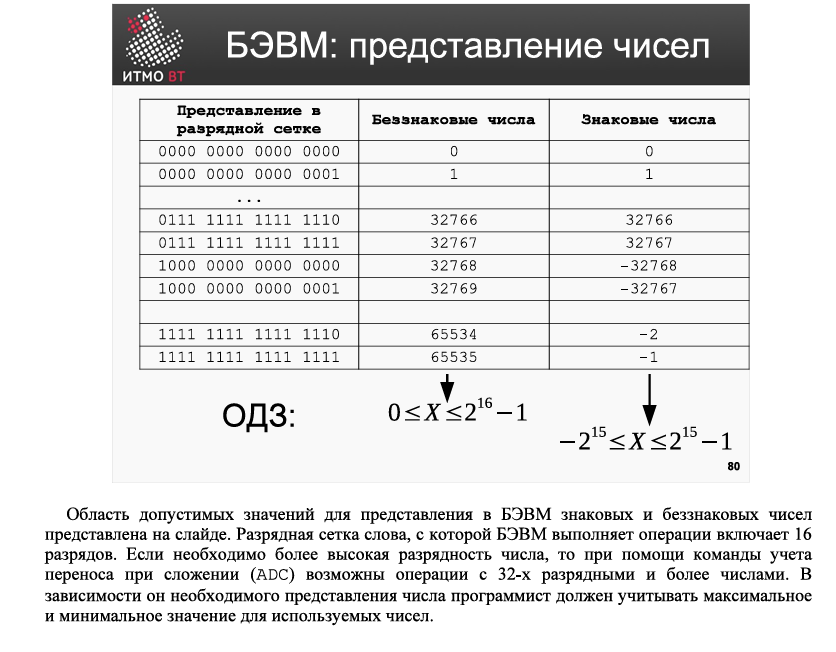 БЭВМ: представление чисел
ИТМО ВТ
Представление в разрядной сетке Беззнаковые числа Знаковые числа
0000 0000 0000 0000 0 0
0000 0000 0000 0001 1 1
...
0111 1111 1111 1110 32766 32766
0111 1111 1111 1111 32767 32767
1000 0000 0000 0000 32768 -32768
1000 0000 0000 0001 32769 -32767
1111 1111 1111 1110 65534 -2
1111 1111 1111 1111 65535 -1
ОДЗ: 0≤X≤2^16−1
−2^15≤X≤2^15−1
80
Область допустимых значений для представления в БЭВМ знаковых и беззнаковых чисел
представлена на слайде. Разрядная сетка слова, с которой БЭВМ выполняет операции включает 16
разрядов. Если необходимо более высокая разрядность числа, то при помощи команды учета
переноса при сложении (ADC) возможны операции с 32-х разрядными и более числами. В
зависимости он необходимого представления числа программист должен учитывать максимальное
и минимальное значение для используемых чисел.